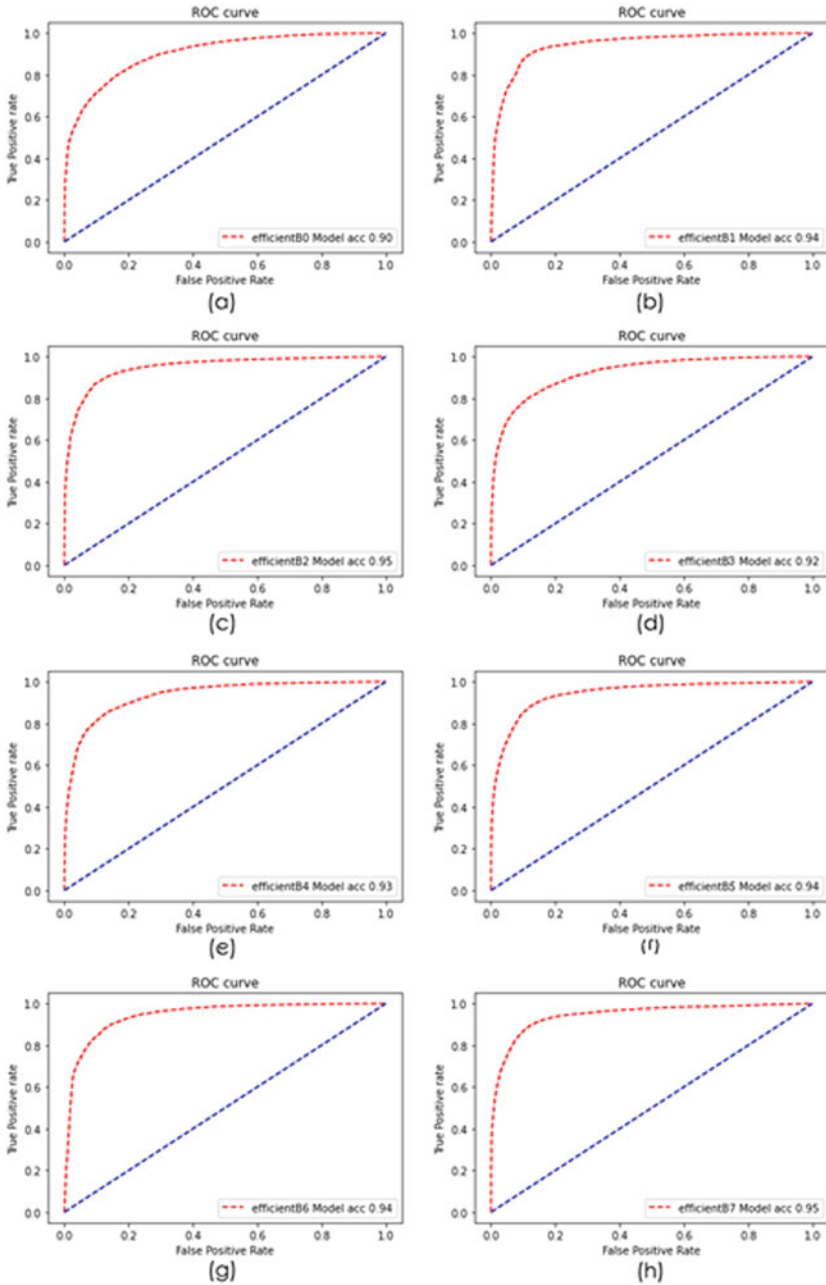 ROC curve
ROC curve
True Positive rate
1.0
0.8
0.6
0.4
0.2
0.0
efficientB0 Model acc 0.90
0.0 0.2 0.4 0.6 0.8 1.0
False Positive Rate
(a)
True Positive rate
1.0
0.8
0.6
0.4
0.2
0.0
efficientB1 Model acc 0.94
0.0 0.2 0.4 0.6 0.8 1.0
False Positive Rate
(b)
ROC curve
True Positive rate
1.0
0.8
0.6
0.4
0.2
0.0
efficientB2 Model acc 0.95
0.0 0.2 0.4 0.6 0.8 1.0
False Positive Rate
(c)
ROC curve
True Positive rate
1.0
0.8
0.6
0.4
0.2
0.0
efficientB3 Model acc 0.92
0.0 0.2 0.4 0.6 0.8 1.0
False Positive Rate
(d)
ROC curve
True Positive rate
1.0
0.8
0.6
0.4
0.2
0.0
efficientB4 Model acc 0.93
0.0 0.2 0.4 0.6 0.8 1.0
False Positive Rate
(e)
ROC curve
True Positive rate
1.0
0.8
0.6
0.4
0.2
0.0
efficientB5 Model acc 0.94
0.0 0.2 0.4 0.6 0.8 1.0
False Positive Rate
(f)
ROC curve
True Positive rate
1.0
0.8
0.6
0.4
0.2
0.0
efficientB6 Model acc 0.94
0.0 0.2 0.4 0.6 0.8 1.0
False Positive Rate
(g)
ROC curve
True Positive rate
1.0
0.8
0.6
0.4
0.2
0.0
efficientB7 Model acc 0.95
0.0 0.2 0.4 0.6 0.8 1.0
False Positive Rate
(h)